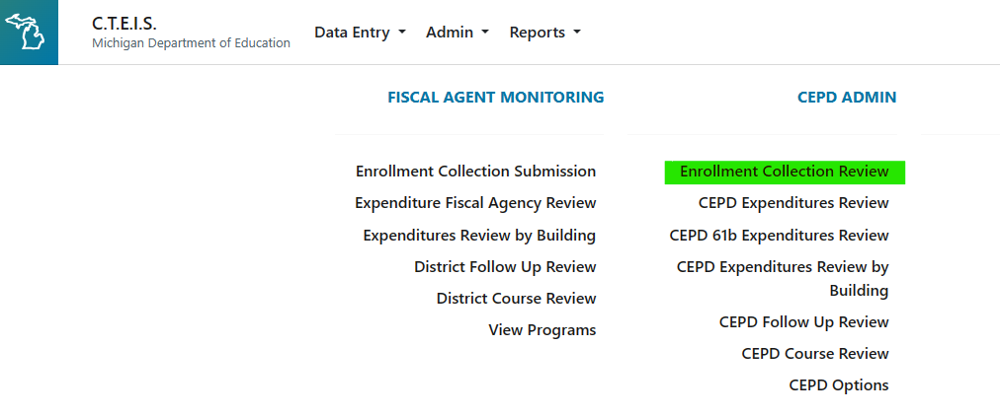 C.T.E.I.S.
Michigan Department of Education
Data Entry
Admin
Reports
FISCAL AGENT MONITORING
Enrollment Collection Submission
Expenditure Fiscal Agency Review
Expenditures Review by Building
District Follow Up Review
District Course Review
View Programs
CEPD ADMIN
Enrollment Collection Review
CEPD Expenditures Review
CEPD 61b Expenditures Review
CEPD Expenditures Review by
Building
CEPD Follow Up Review
CEPD Course Review
CEPD Options